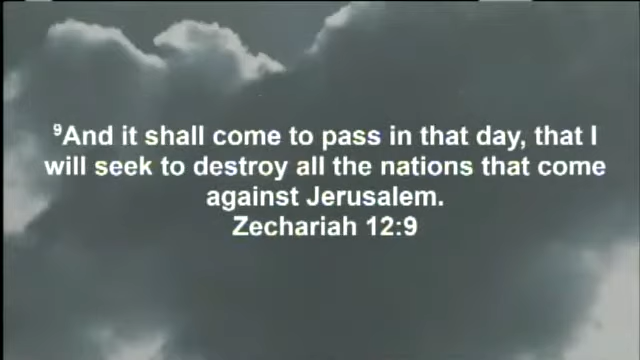 ⁹And it shall come to pass in that day, that I
will seek to destroy all the nations that come
against Jerusalem.
Zechariah 12:9